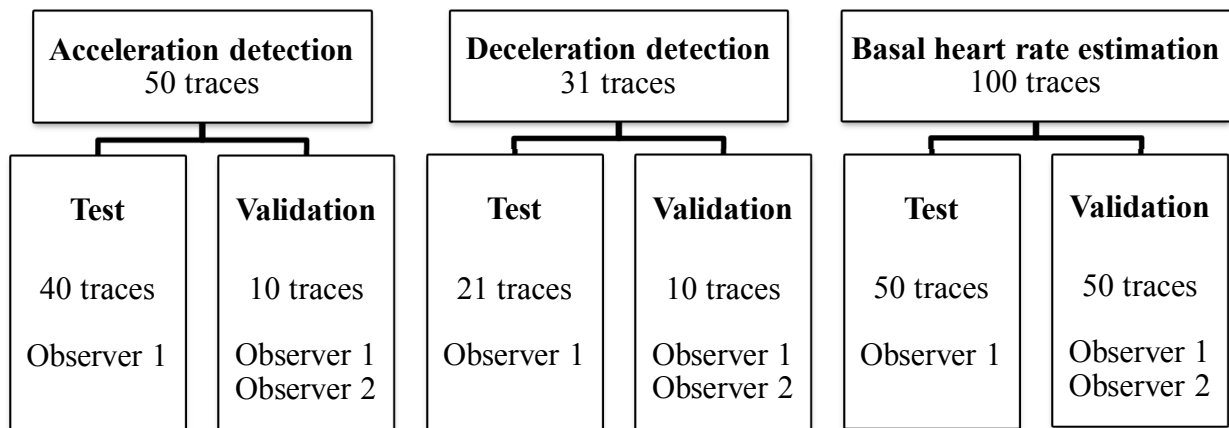 Acceleration detection
50 traces
Test
40 traces
Observer 1
Validation
10 traces
Observer 1
Observer 2
Deceleration detection
31 traces
Test
21 traces
Observer 1
Validation
10 traces
Observer 1
Observer 2
Basal heart rate estimation
100 traces
Test
50 traces
Observer 1
Validation
50 traces
Observer 1
Observer 2